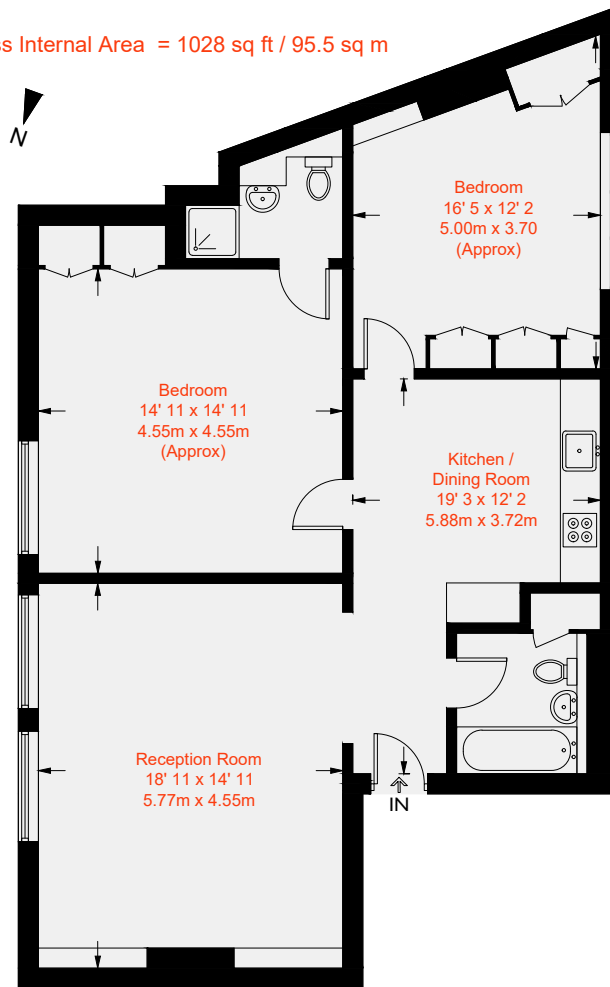 ss Internal Area = 1028 sq ft / 95.5 sq m
N
Bedroom
16' 5 x 12' 2
5.00m x 3.70
(Approx)
Bedroom
14' 11 x 14' 11
4.55m x 4.55m
(Approx)
Kitchen /
Dining Room
19' 3 x 12' 2
5.88m x 3.72m
Reception Room
18' 11 x 14' 11
5.77m x 4.55m
IN